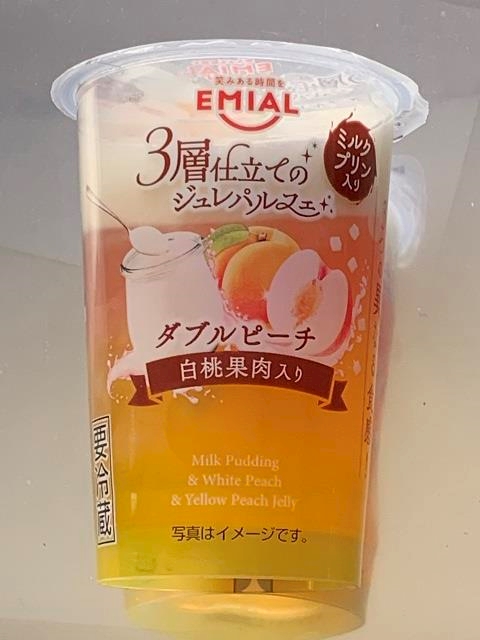 笑みある時間を
EMIAL
3層仕立ての
ジュレパルフェ
ミルク
プリン
入り
ダブルピーチ
白桃果肉入り
要冷蔵
Milk Pudding
& White Peach
& Yellow Peach Jelly
写真はイメージです。